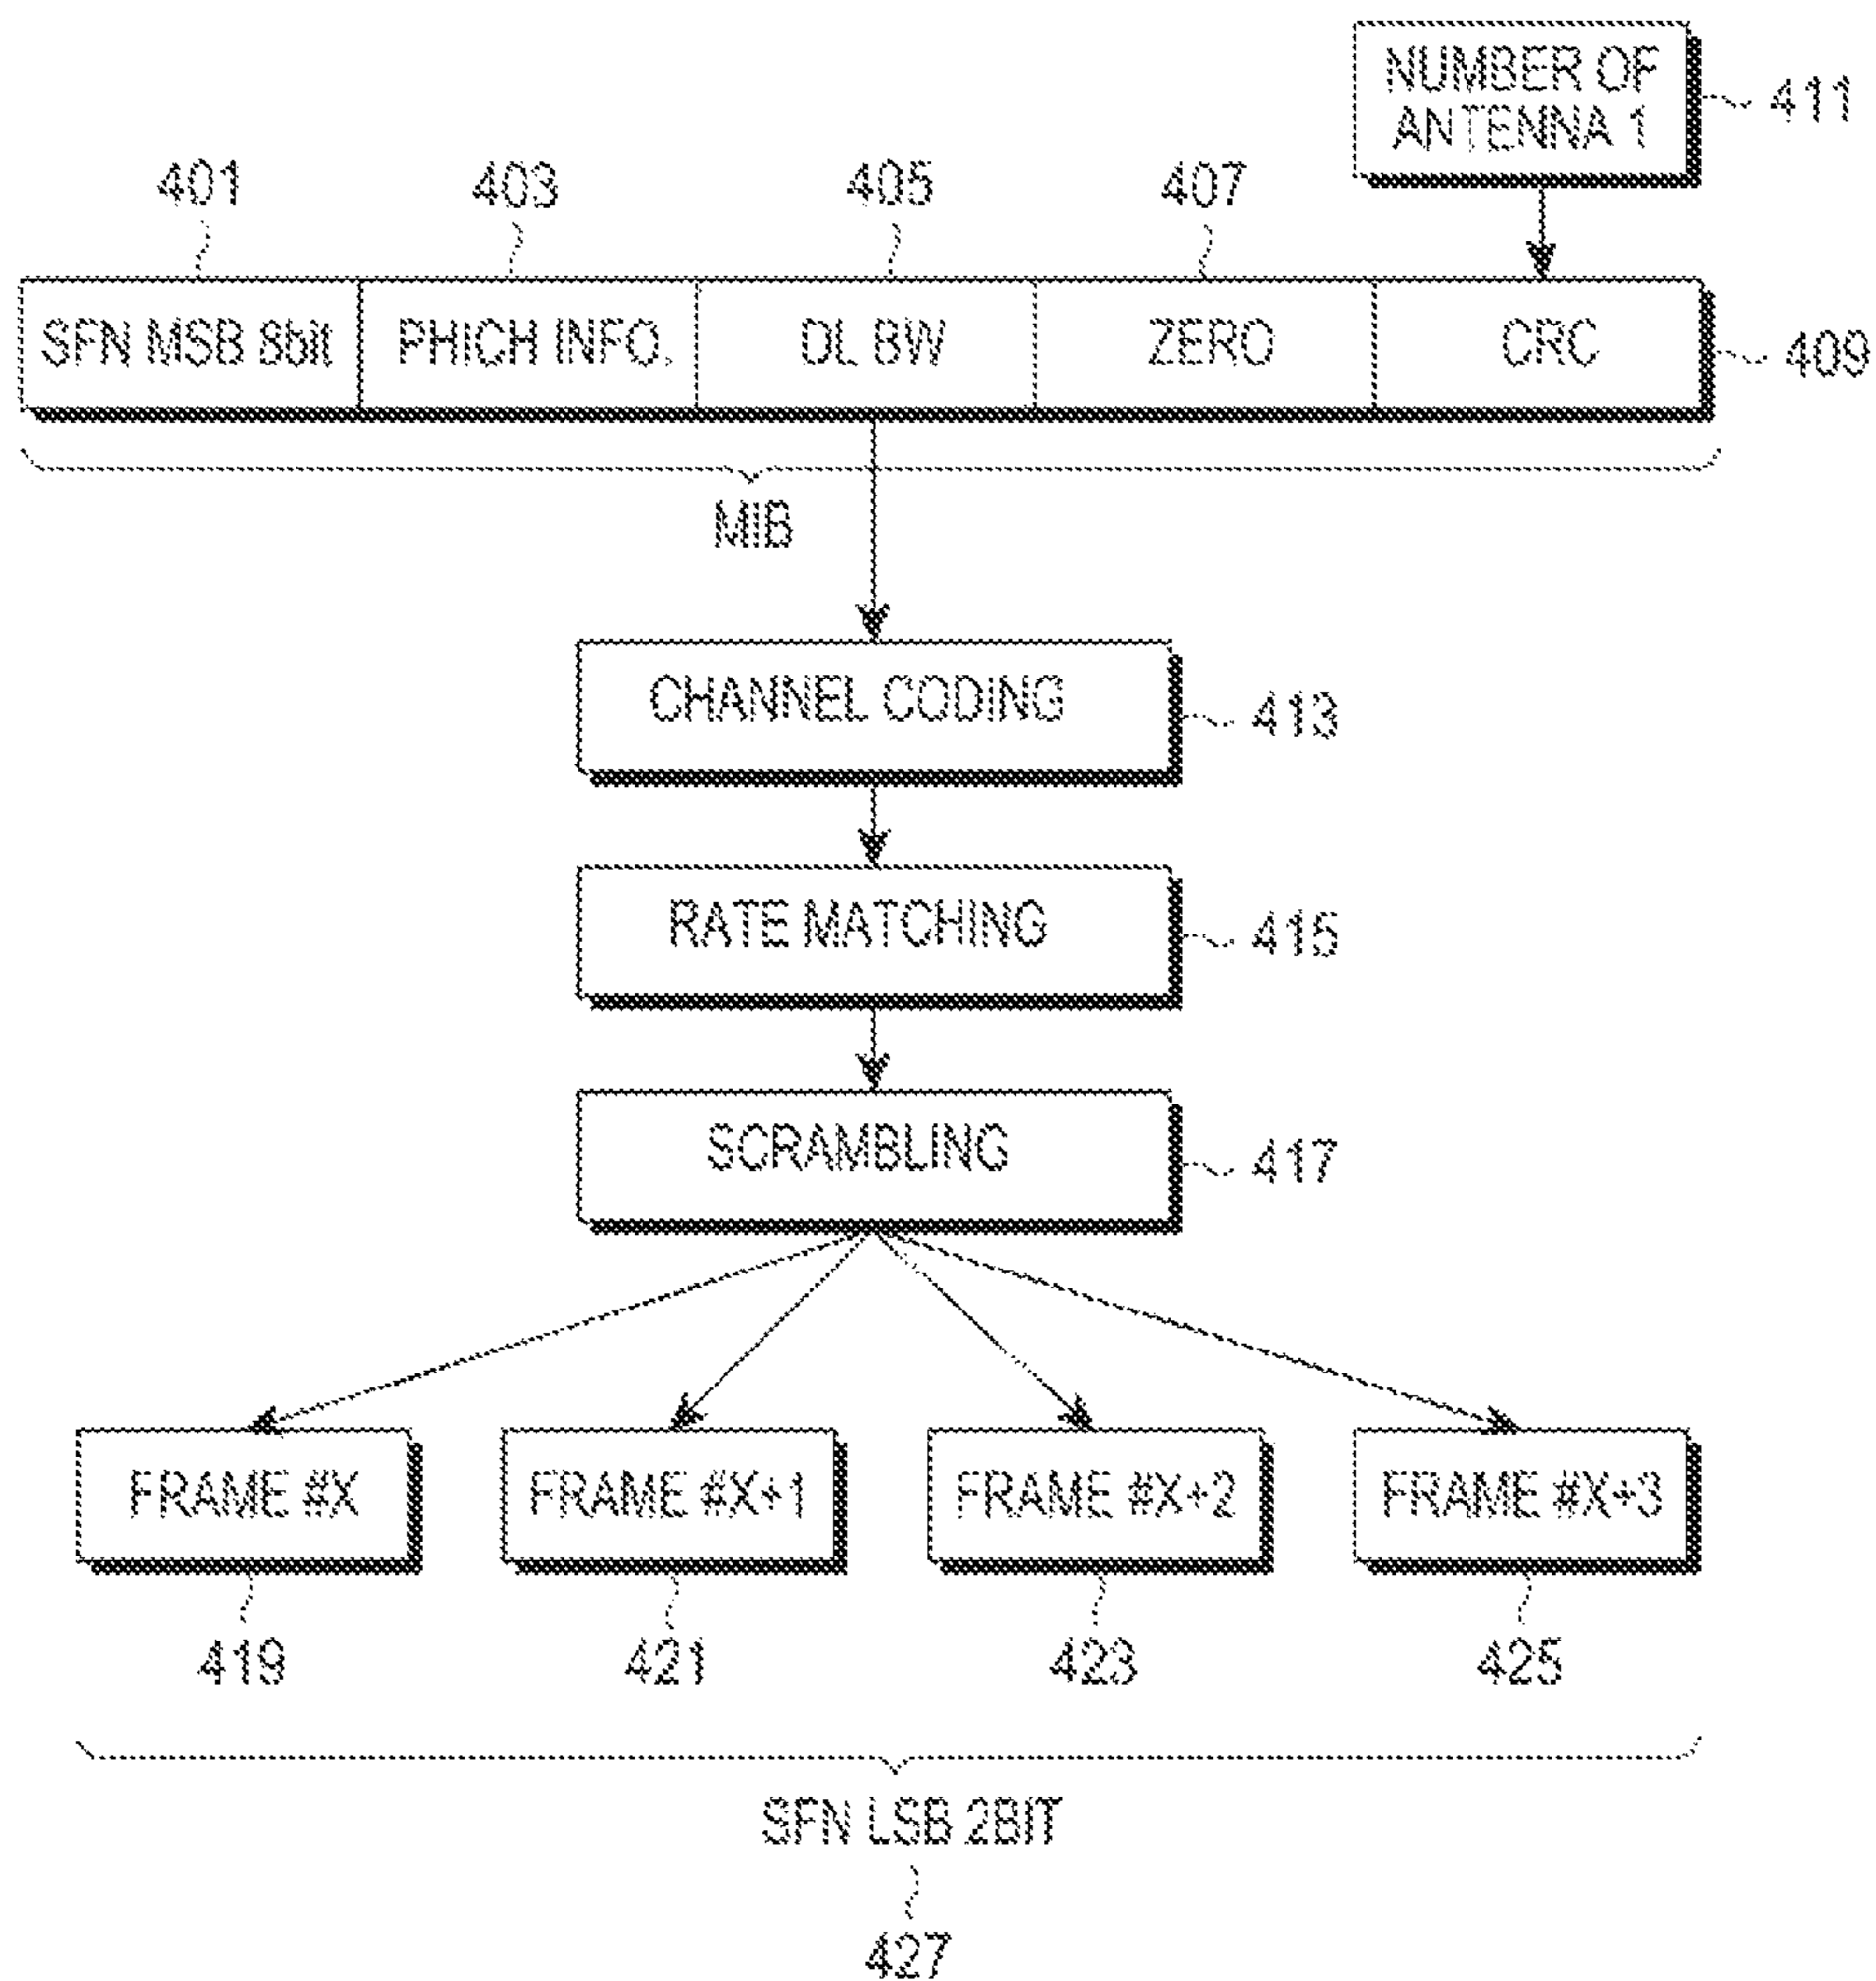 NUMBER OF
ANTENNA 1
411
401
403
405
407
SFN MSB 8bit
PHICH INFO.
DL BW
ZERO
CRC
409
MIB
CHANNEL CODING
413
RATE MATCHING
415
SCRAMBLING
417
FRAME #X
FRAME #X+1
FRAME #X+2
FRAME #X+3
419
421
423
425
SFN LSB 2BIT
427